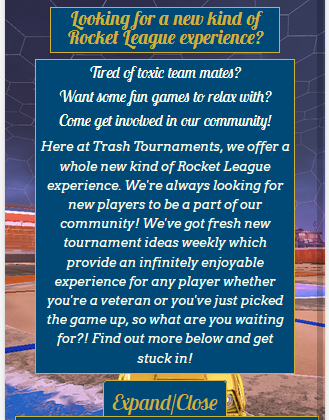 Looking for a new kind of
Rocket League experience?
Tired of toxic team mates?
Want some fun games to relax with?
Come get involved in our community!
Here at Trash Tournaments, we offer a
whole new kind of Rocket League
experience. We're always looking for
new players to be a part of our
community! We've got fresh new
tournament ideas weekly which
provide an infinitely enjoyable
experience for any player whether
you're a veteran or you've just picked
the game up, so what are you waiting
for?! Find out more below and get
stuck in!
Expand/Close